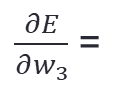 ∂E/∂w₃ =